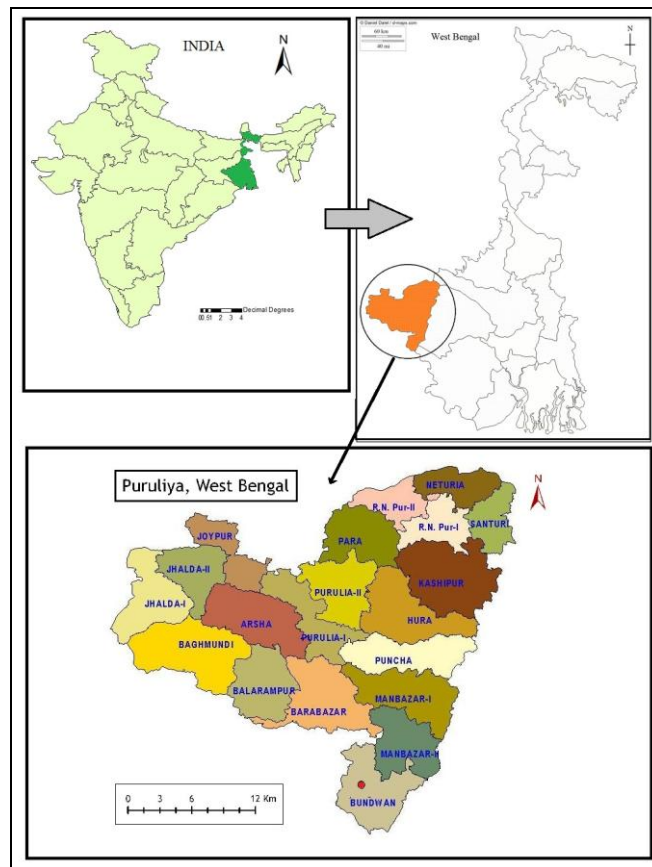 INDIA
N
Decimal Degrees
West Bengal
N
Puruliya, West Bengal
N
NETURIA
R.N. Pur-II
R.N. Pur-I
SANTURI
JOYPUR
PARA
JHALDA-II
KASHIPUR
PURULIA-II
JHALDA-I
HURA
ARSHA
PURULIA-I
BAGHMUNDI
PUNCHA
BALARAMPUR
MANBAZAR-I
BARABAZAR
MANBAZAR-II
BUNDWAN
0 3 6 12 Km